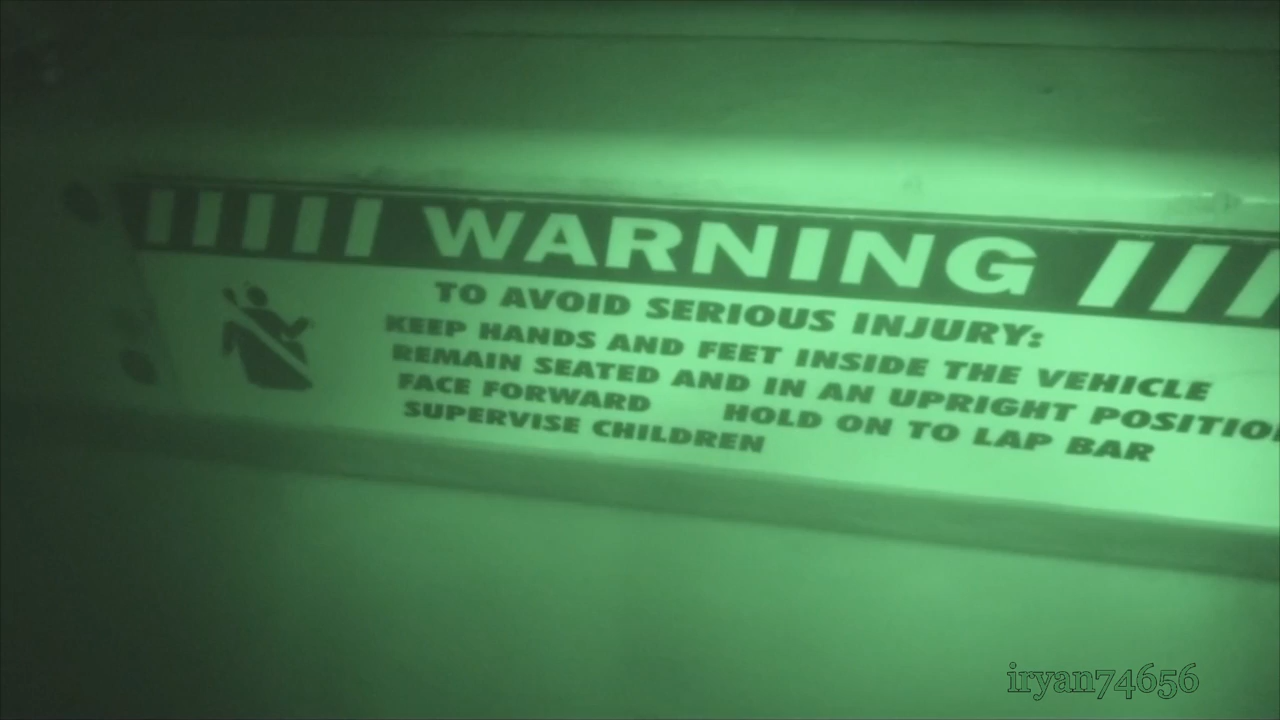 WARNING
TO AVOID SERIOUS INJURY:
KEEP HANDS AND FEET INSIDE THE VEHICLE
REMAIN SEATED AND IN AN UPRIGHT POSITION
FACE FORWARD HOLD ON TO LAP BAR
SUPERVISE CHILDREN
iryan74656